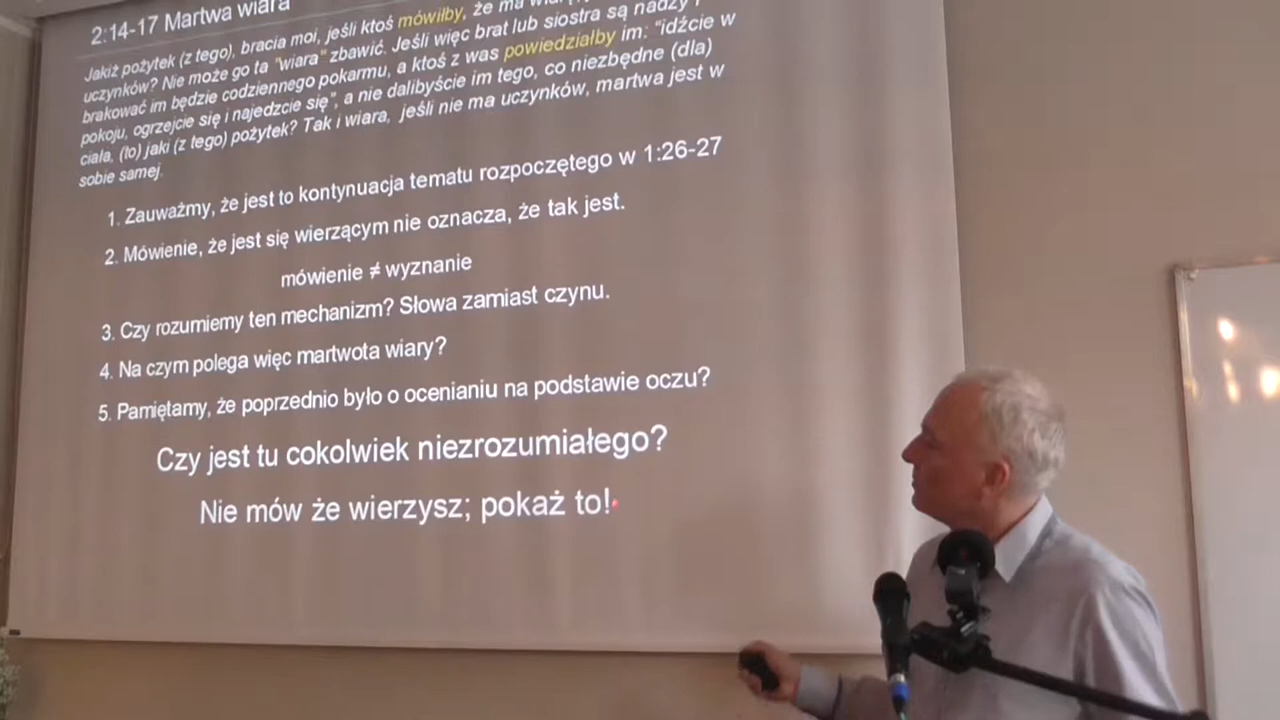 2:14-17 Martwa wiara
Jakiż pożytek (z tego), bracia moi, jeśli ktoś mówiłby, że ma
uczynków? Nie może go ta "wiara" zbawić. Jeśli więc brat lub siostra są nadzy i
brakować im będzie codziennego pokarmu, a ktoś z was powiedziałby im: "idźcie w
pokoju, ogrzejcie się i najedzcie się", a nie dalibyście im tego, co niezbędne (dla)
ciała, (to) jaki (z tego) pożytek? Tak i wiara, jeśli nie ma uczynków, martwa jest w
sobie samej.
1. Zauważmy, że jest to kontynuacja tematu rozpoczętego w 1:26-27
2. Mówienie, że jest się wierzącym nie oznacza, że tak jest.
mówienie ≠ wyznanie
3. Czy rozumiemy ten mechanizm? Słowa zamiast czynu.
4. Na czym polega więc martwota wiary?
5. Pamiętamy, że poprzednio było o ocenianiu na podstawie oczu?
Czy jest tu cokolwiek niezrozumiałego?
Nie mów że wierzysz; pokaż to!